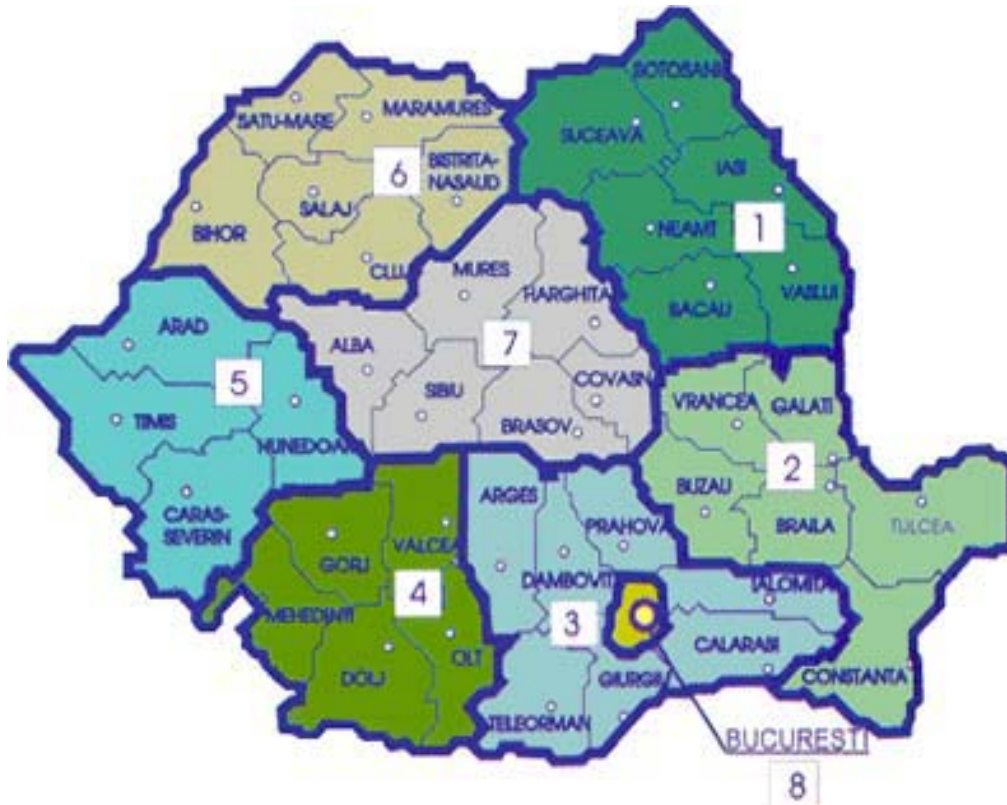 BOTOSANI
SATU-MARE
MARAMURES
SUCEAVA
6
BISTRITA-
NASAUD
IASI
SALAJ
BIHOR
NEAMT
1
CLUJ
MURES
HARGHITA
VASLUI
BACAU
ARAD
ALBA
7
5
SIBIU
COVASN
VRANCEA
GALATI
TIMIS
BRASOV
HUNEDOARA
2
ARGES
BUZAU
CARAS-
SEVERIN
PRAHOVA
BRAILA
TULCEA
GORJ
VALCEA
DAMBOVIT
IALOMITA
4
3
MEHEDINTI
CALARASI
OLT
DOLJ
GIURGIU
CONSTANTA
TELEORMAN
BUCURESTI
8